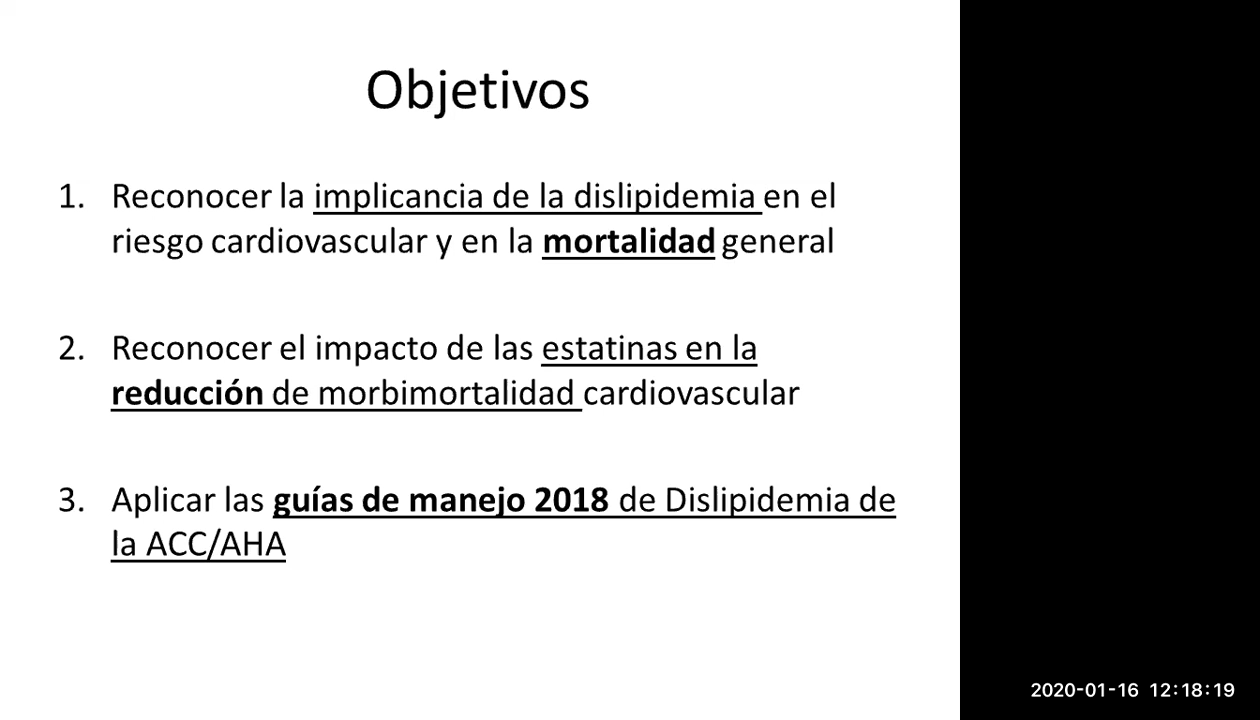 Objetivos
1. Reconocer la implicancia de la dislipidemia en el
riesgo cardiovascular y en la mortalidad general
2. Reconocer el impacto de las estatinas en la
reducción de morbimortalidad cardiovascular
3. Aplicar las guías de manejo 2018 de Dislipidemia de
la ACC/AHA
2020-01-16 12:18:19